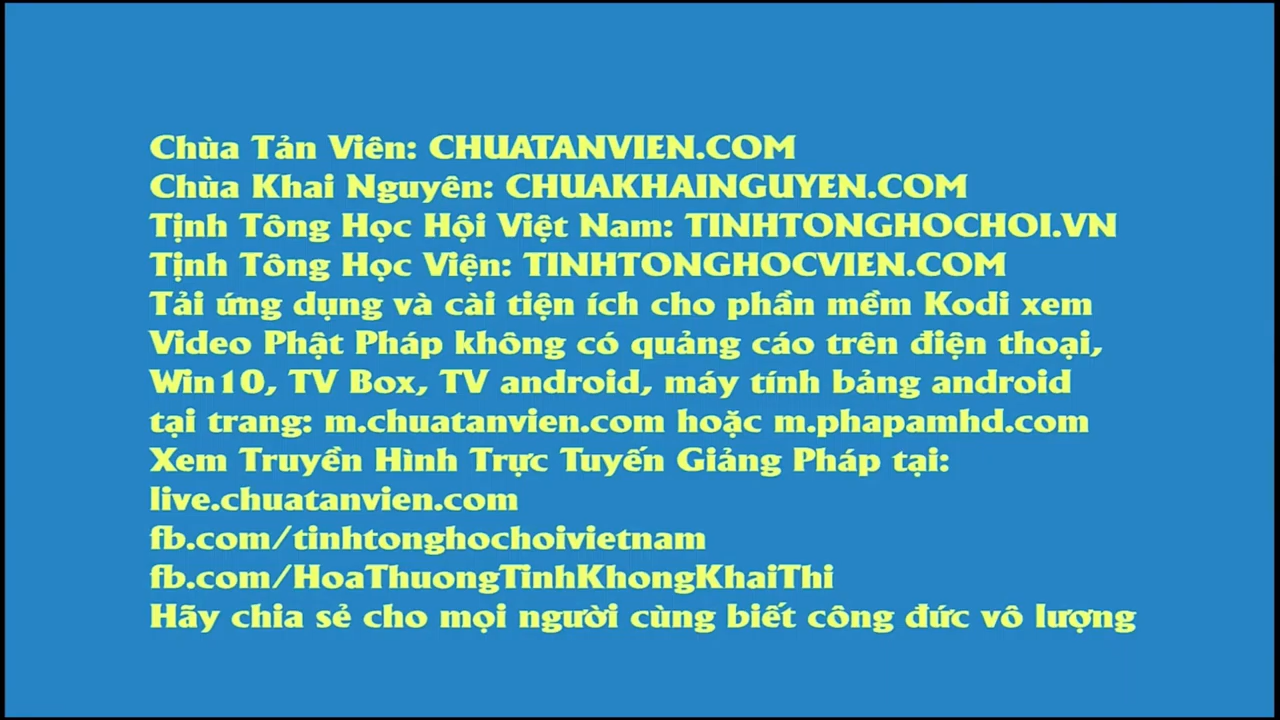 Chùa Tản Viên: CHUATANVIEN.COM
Chùa Khai Nguyên: CHUAKHAINGUYEN.COM
Tịnh Tông Học Hội Việt Nam: TINHTONGHOCHOI.VN
Tịnh Tông Học Viện: TINHTONGHOCVIEN.COM
Tải ứng dụng và cài tiện ích cho phần mềm Kodi xem
Video Phật Pháp không có quảng cáo trên điện thoại,
Win10, TV Box, TV android, máy tính bảng android
tại trang: m.chuatanvien.com hoặc m.phapamhd.com
Xem Truyền Hình Trực Tuyến Giảng Pháp tại:
live.chuatanvien.com
fb.com/tinhtonghochoivietnam
fb.com/HoaThuongTinhKhongKhaiThi
Hãy chia sẻ cho mọi người cùng biết công đức vô lượng